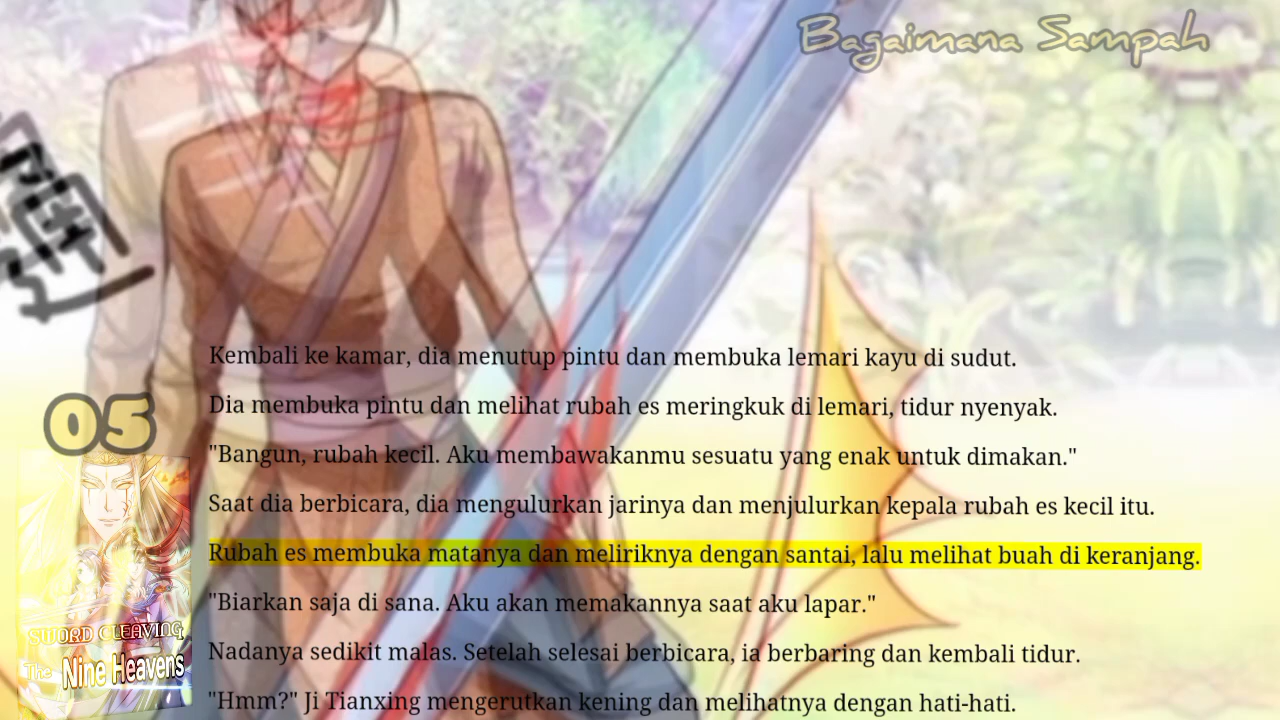 Bagaimana Sampah
Kembali ke kamar, dia menutup pintu dan membuka lemari kayu di sudut.
Dia membuka pintu dan melihat rubah es meringkuk di lemari, tidur nyenyak.
"Bangun, rubah kecil. Aku membawakanmu sesuatu yang enak untuk dimakan."
Saat dia berbicara, dia mengulurkan jarinya dan menjulurkan kepala rubah es kecil itu.
Rubah es membuka matanya dan meliriknya dengan santai, lalu melihat buah di keranjang.
"Biarkan saja di sana. Aku akan memakannya saat aku lapar."
Nadanya sedikit malas. Setelah selesai berbicara, ia berbaring dan kembali tidur.
"Hmm?" Ji Tianxing mengerutkan kening dan melihatnya dengan hati-hati.
05
SWORD CLEAVING
The Nine Heavens